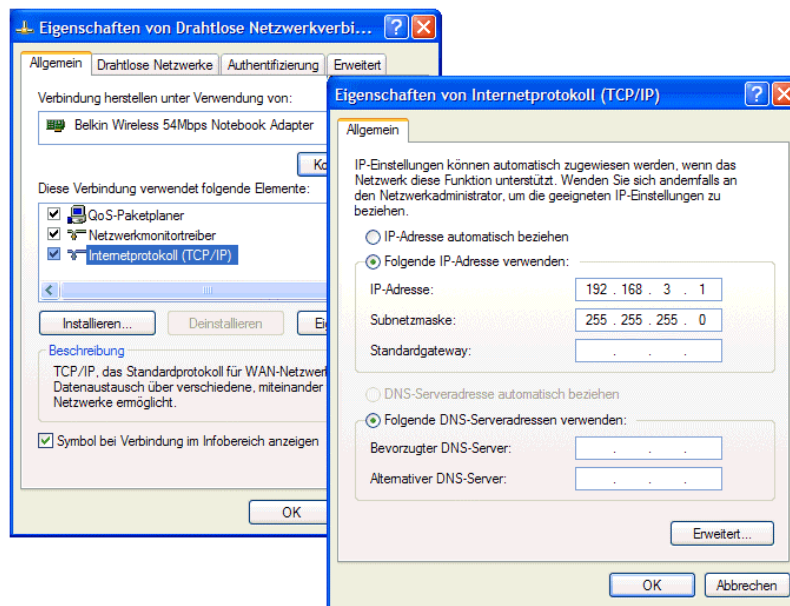 Eigenschaften von Drahtlose Netzwerkverbi...
Allgemein
Drahtlose Netzwerke
Authentifizierung
Erweitert
Verbindung herstellen unter Verwendung von:
Belkin Wireless 54Mbps Notebook Adapter
Ko
Diese Verbindung verwendet folgende Elemente:
QoS-Paketplaner
Netzwerkmonitortreiber
Internetprotokoll (TCP/IP)
Installieren...
Deinstallieren
Ei
Beschreibung
TCP/IP, das Standardprotokoll für WAN-Netzwer
Datenaustausch über verschiedene, miteinander
Netzwerke ermöglicht.
Symbol bei Verbindung im Infobereich anzeigen
OK
Eigenschaften von Internetprotokoll (TCP/IP)
Allgemein
IP-Einstellungen können automatisch zugewiesen werden, wenn das
Netzwerk diese Funktion unterstützt. Wenden Sie sich andernfalls an
den Netzwerkadministrator, um die geeigneten IP-Einstellungen zu
beziehen.
IP-Adresse automatisch beziehen
Folgende IP-Adresse verwenden:
IP-Adresse: 192 . 168 . 3 . 1
Subnetzmaske: 255 . 255 . 255 . 0
Standardgateway: . . .
DNS-Serveradresse automatisch beziehen
Folgende DNS-Serveradressen verwenden:
Bevorzugter DNS-Server: . . .
Alternativer DNS-Server: . . .
Erweitert...
OK
Abbrechen